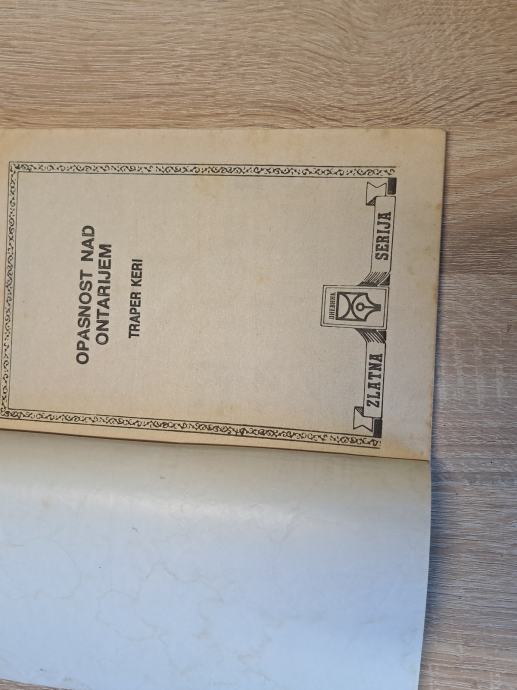 OPASNOST NAD
ONTARIJEM
TRAPER KERI
ZLATNA SERIJA